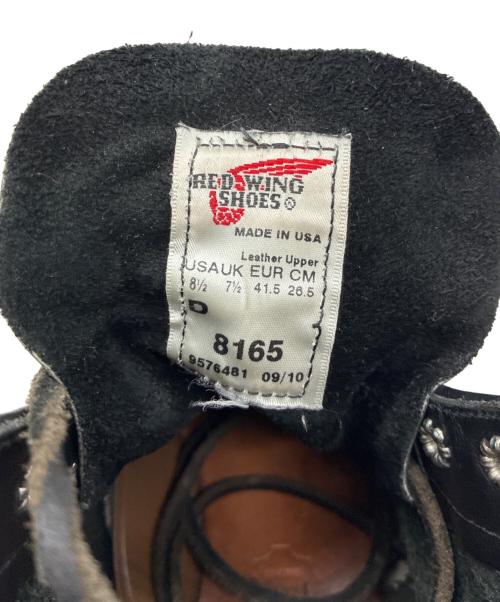 RED WING
SHOES®
MADE IN USA
Leather Upper
USA UK EUR CM
8½ 7½ 41.5 26.5
D
8165
9576481 09/10